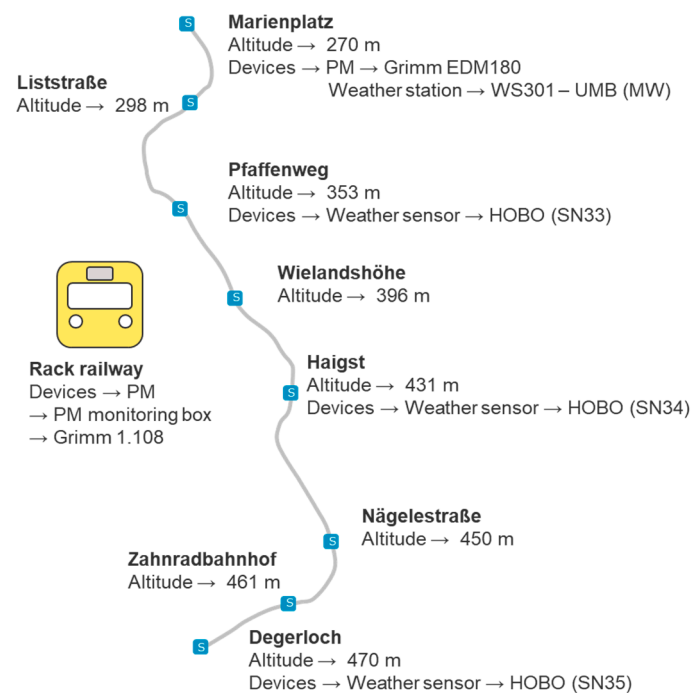 S
Marienplatz
Altitude → 270 m
Devices → PM → Grimm EDM180
Weather station → WS301 – UMB (MW)
Liststraße
Altitude → 298 m
S
Pfaffenweg
Altitude → 353 m
Devices → Weather sensor → HOBO (SN33)
S
Wielandshöhe
Altitude → 396 m
S
Rack railway
Devices → PM
→ PM monitoring box
→ Grimm 1.108
Haigst
Altitude → 431 m
Devices → Weather sensor → HOBO (SN34)
S
Nägelestraße
Altitude → 450 m
S
Zahnradbahnhof
Altitude → 461 m
S
Degerloch
Altitude → 470 m
Devices → Weather sensor → HOBO (SN35)
S